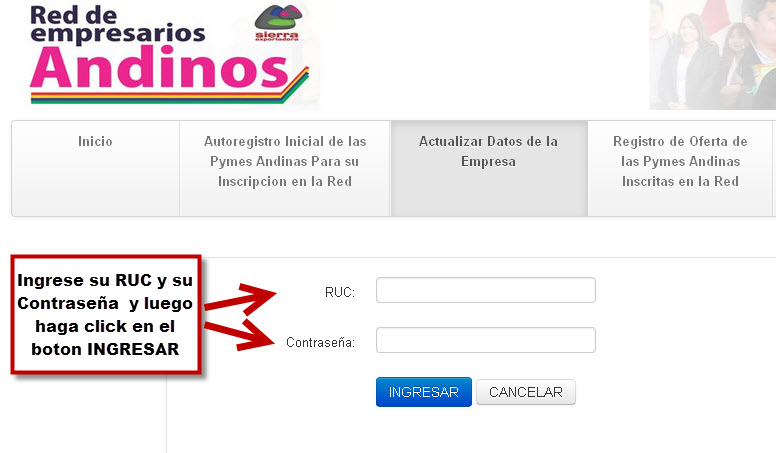 Red de
empresarios
Andinos
sierra
exportadora
Inicio
Autoregistro Inicial de las
Pymes Andinas Para su
Inscripcion en la Red
Actualizar Datos de la
Empresa
Registro de Oferta de
las Pymes Andinas
Inscritas en la Red
Ingrese su RUC y su
Contraseña y luego
haga click en el
boton INGRESAR
RUC:
Contraseña:
INGRESAR CANCELAR